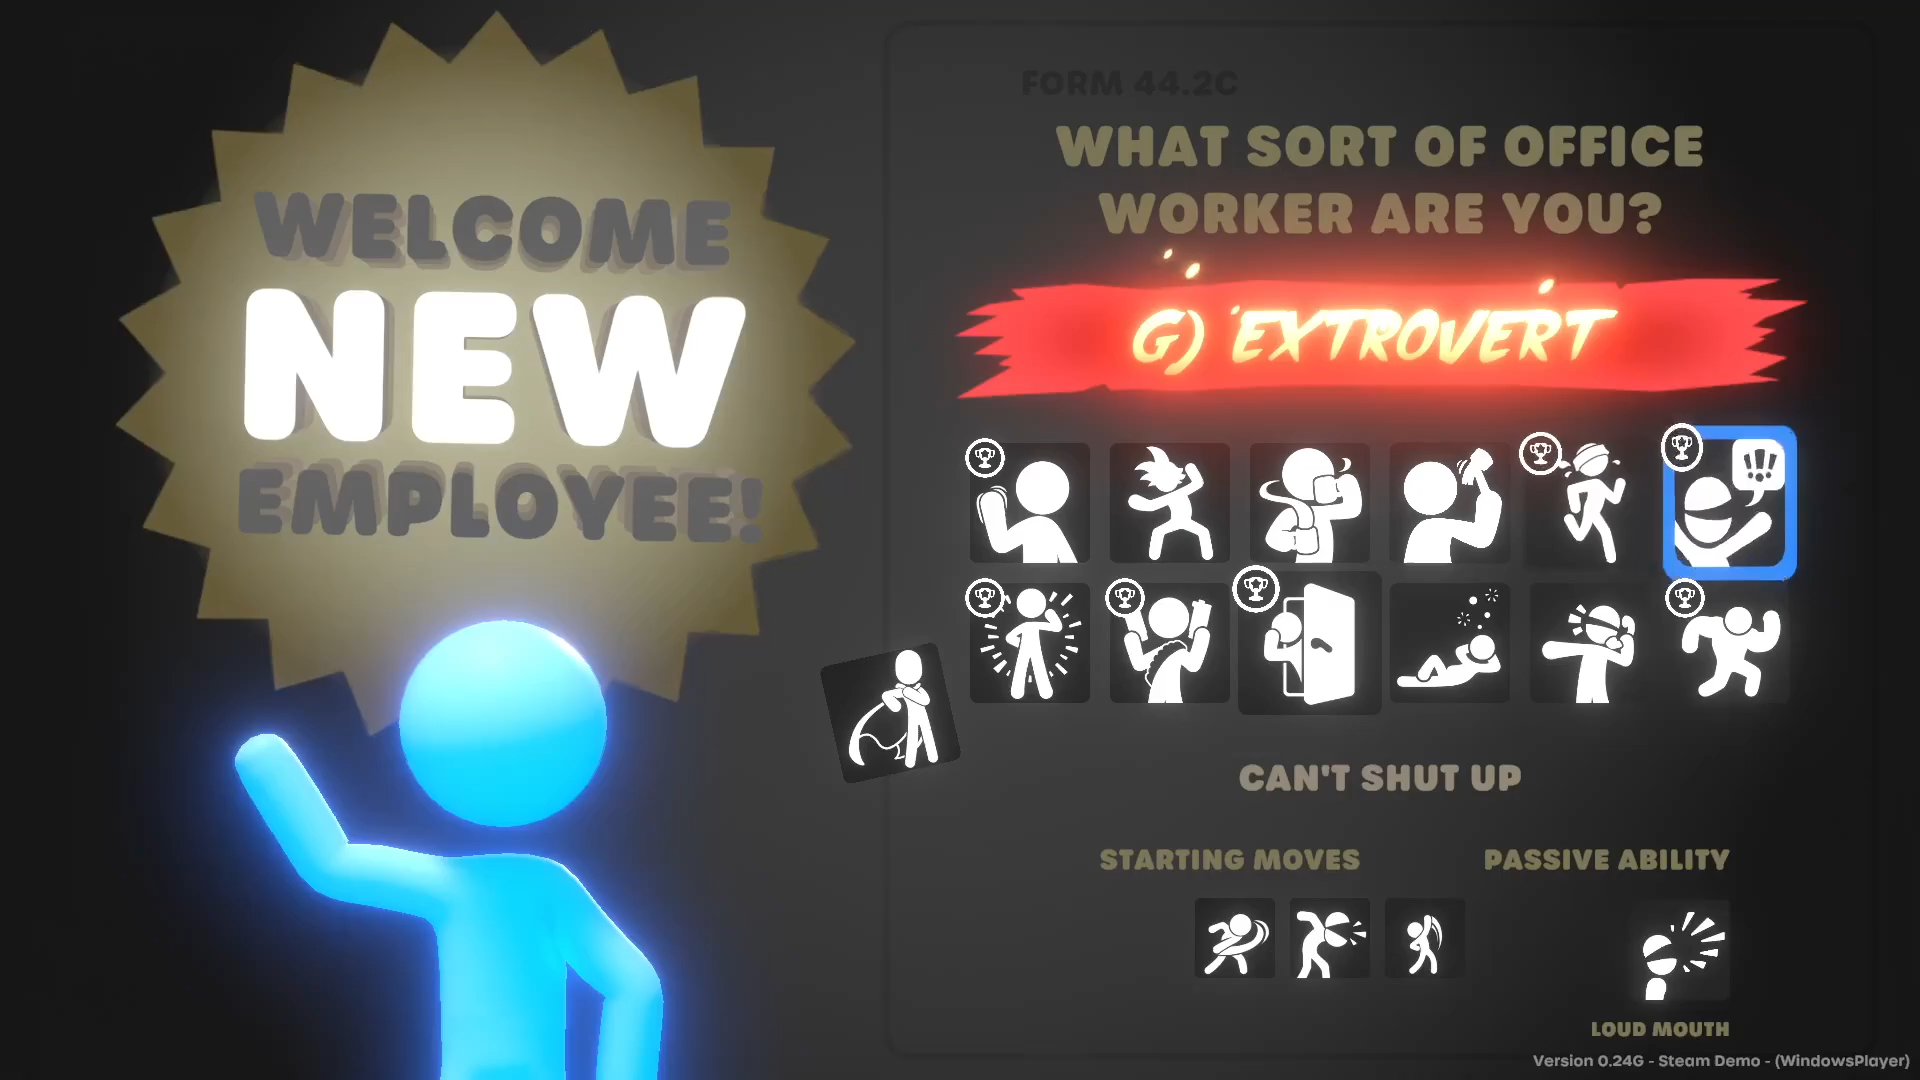 WELCOME
NEW
EMPLOYEE!
FORM 44.2C
WHAT SORT OF OFFICE
WORKER ARE YOU?
G) EXTROVERT
!!!
CAN'T SHUT UP
STARTING MOVES
PASSIVE ABILITY
LOUD MOUTH
Version 0.24G - Steam Demo - (WindowsPlayer)